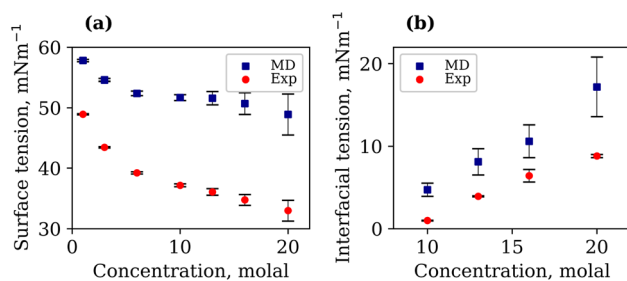 (a)
60
50
40
30
0
10
20
Surface tension, mNm⁻¹
Concentration, molal
MD
Exp
(b)
20
10
0
10
15
20
Interfacial tension, mNm⁻¹
Concentration, molal
MD
Exp